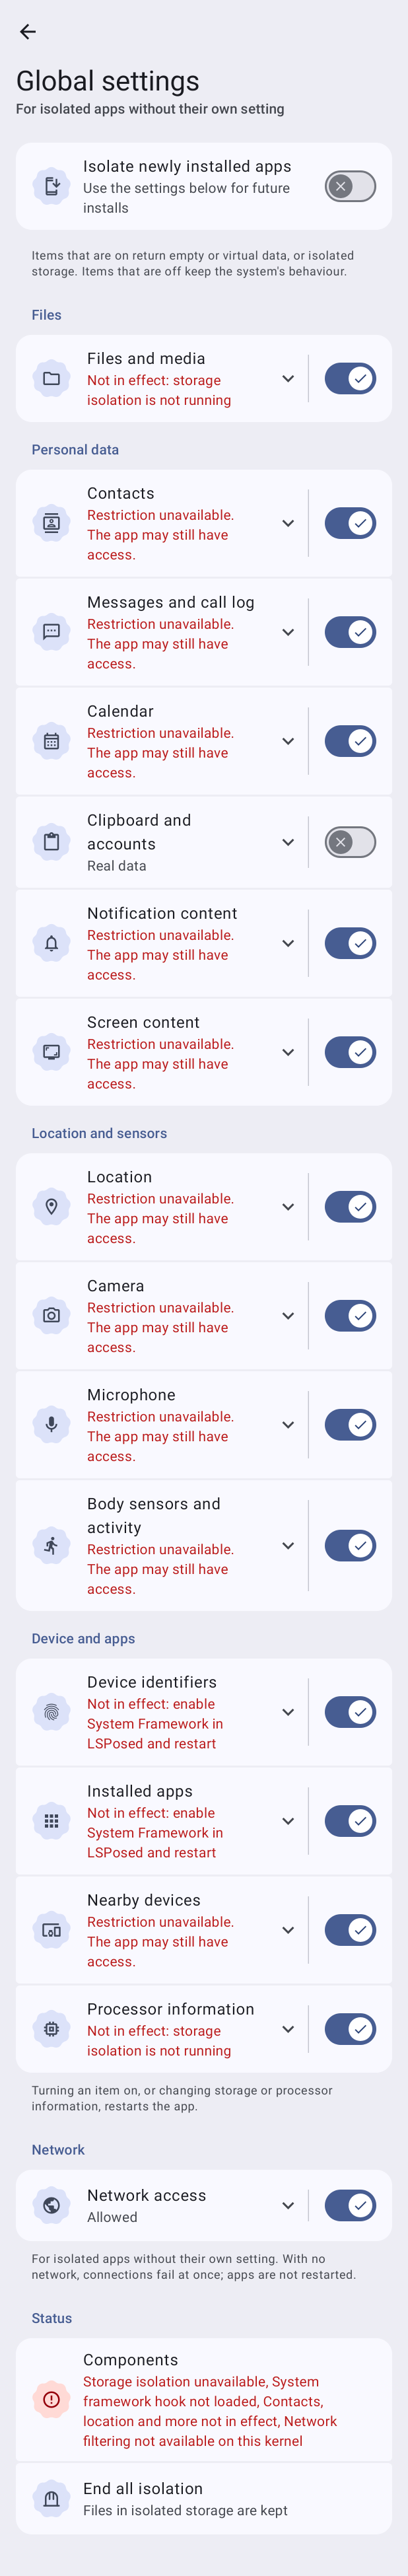 Global settings
For isolated apps without their own setting
Isolate newly installed apps
Use the settings below for future
installs
Items that are on return empty or virtual data, or isolated
storage. Items that are off keep the system's behaviour.
Files
Files and media
Not in effect: storage
isolation is not running
Personal data
Contacts
Restriction unavailable.
The app may still have
access.
Messages and call log
Restriction unavailable.
The app may still have
access.
Calendar
Restriction unavailable.
The app may still have
access.
Clipboard and
accounts
Real data
Notification content
Restriction unavailable.
The app may still have
access.
Screen content
Restriction unavailable.
The app may still have
access.
Location and sensors
Location
Restriction unavailable.
The app may still have
access.
Camera
Restriction unavailable.
The app may still have
access.
Microphone
Restriction unavailable.
The app may still have
access.
Body sensors and
activity
Restriction unavailable.
The app may still have
access.
Device and apps
Device identifiers
Not in effect: enable
System Framework in
LSPosed and restart
Installed apps
Not in effect: enable
System Framework in
LSPosed and restart
Nearby devices
Restriction unavailable.
The app may still have
access.
Processor information
Not in effect: storage
isolation is not running
Turning an item on, or changing storage or processor
information, restarts the app.
Network
Network access
Allowed
For isolated apps without their own setting. With no
network, connections fail at once; apps are not restarted.
Status
Components
Storage isolation unavailable, System
framework hook not loaded, Contacts,
location and more not in effect, Network
filtering not available on this kernel
End all isolation
Files in isolated storage are kept